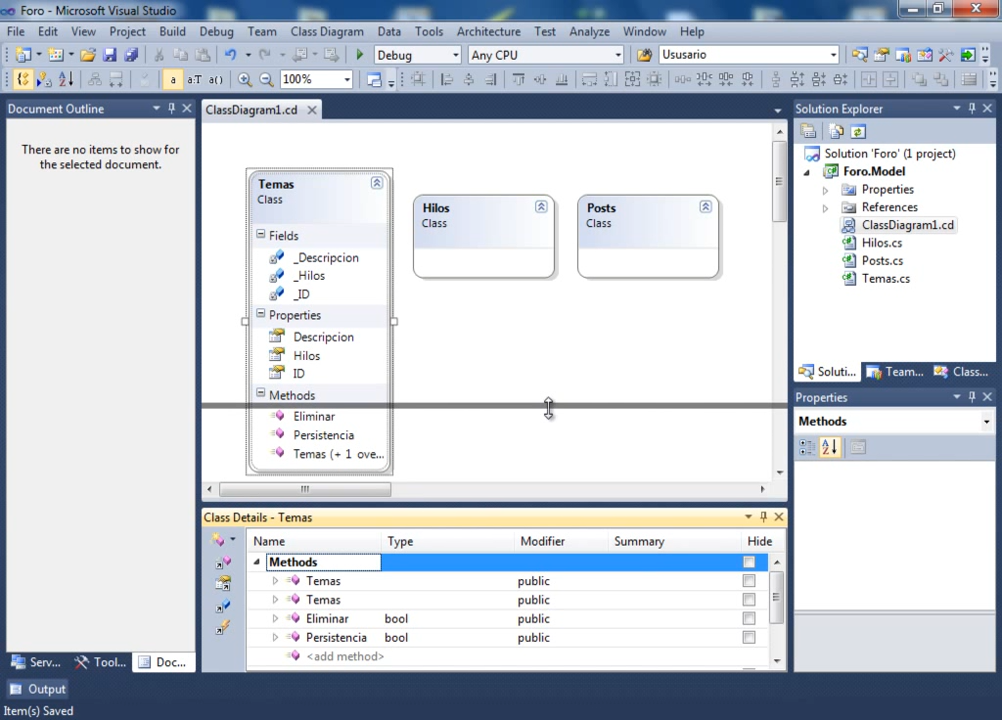 Foro - Microsoft Visual Studio
File Edit View Project Build Debug Team Class Diagram Data Tools Architecture Test Analyze Window Help
Debug Any CPU Ususario
a a:T a() 100%
Document Outline
There are no items to show for
the selected document.
ClassDiagram1.cd
Temas
Class
Fields
_Descripcion
_Hilos
_ID
Properties
Descripcion
Hilos
ID
Methods
Eliminar
Persistencia
Temas (+ 1 ove...
Hilos
Class
Posts
Class
Class Details - Temas
Name Type Modifier Summary Hide
Methods
Temas public
Temas public
Eliminar bool public
Persistencia bool public
<add method>
Solution Explorer
Solution 'Foro' (1 project)
Foro.Model
Properties
References
ClassDiagram1.cd
Hilos.cs
Posts.cs
Temas.cs
Soluti... Team... Class...
Properties
Methods
Serv... Tool... Doc...
Output
Item(s) Saved